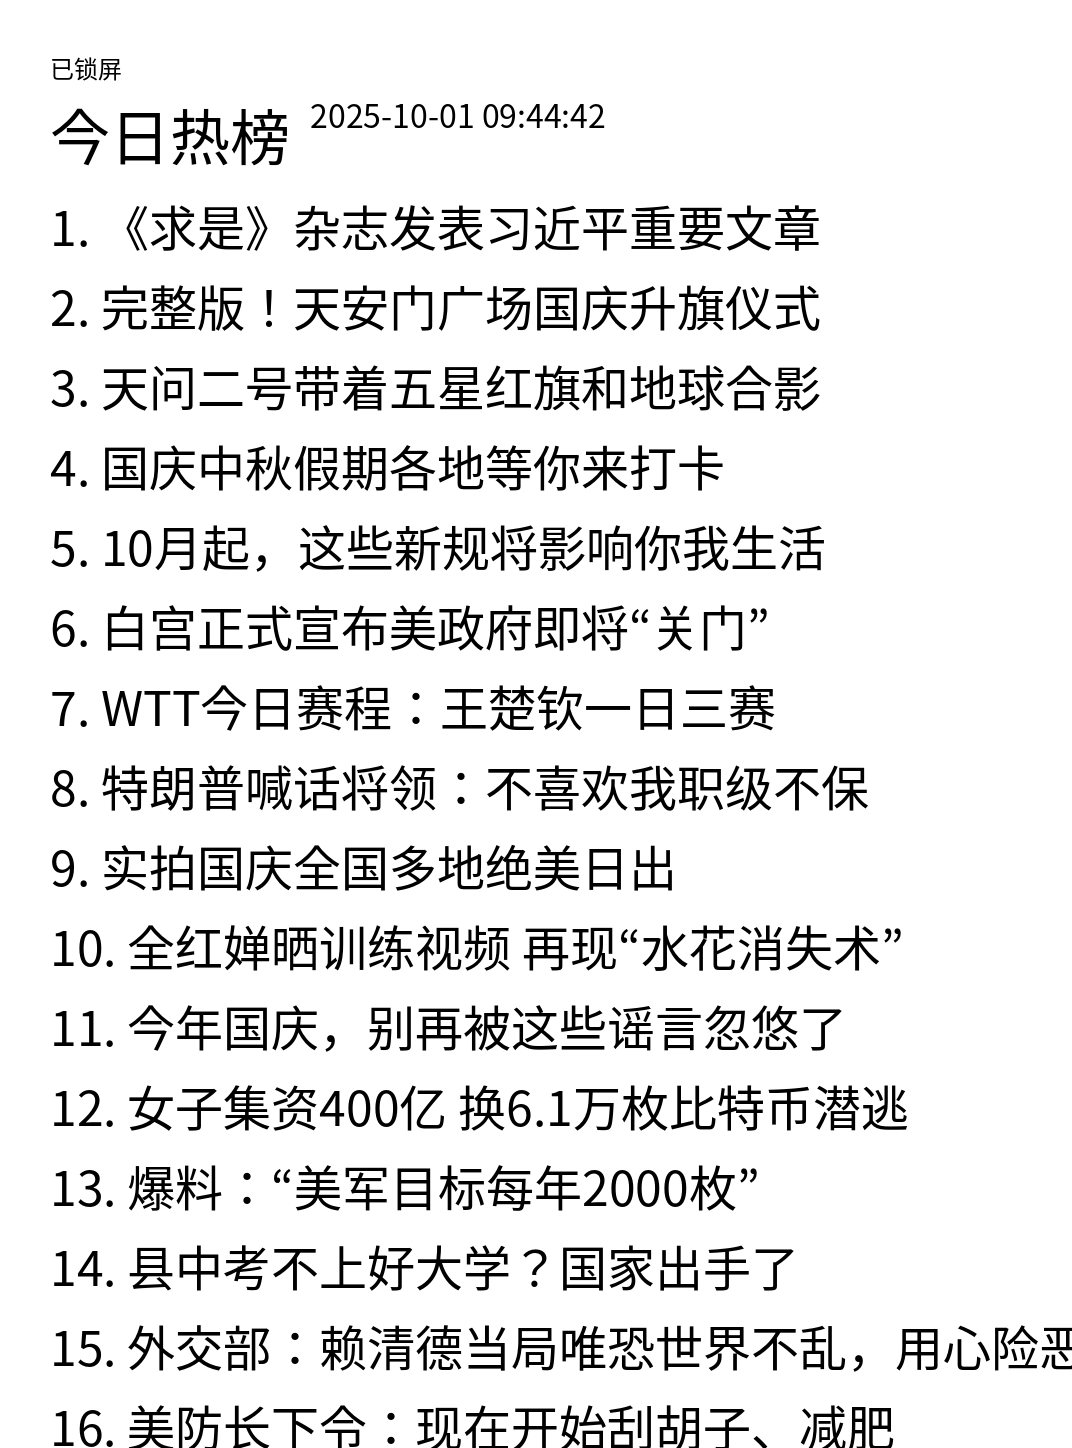 已锁屏
今日热榜 2025-10-01 09:44:42
1. 《求是》杂志发表习近平重要文章
2. 完整版！天安门广场国庆升旗仪式
3. 天问二号带着五星红旗和地球合影
4. 国庆中秋假期各地等你来打卡
5. 10月起，这些新规将影响你我生活
6. 白宫正式宣布美政府即将“关门”
7. WTT今日赛程：王楚钦一日三赛
8. 特朗普喊话将领：不喜欢我职级不保
9. 实拍国庆全国多地绝美日出
10. 全红婵晒训练视频 再现“水花消失术”
11. 今年国庆，别再被这些谣言忽悠了
12. 女子集资400亿 换6.1万枚比特币潜逃
13. 爆料：“美军目标每年2000枚”
14. 县中考不上好大学？国家出手了
15. 外交部：赖清德当局唯恐世界不乱，用心险恶
16. 美防长下令：现在开始刮胡子、减肥